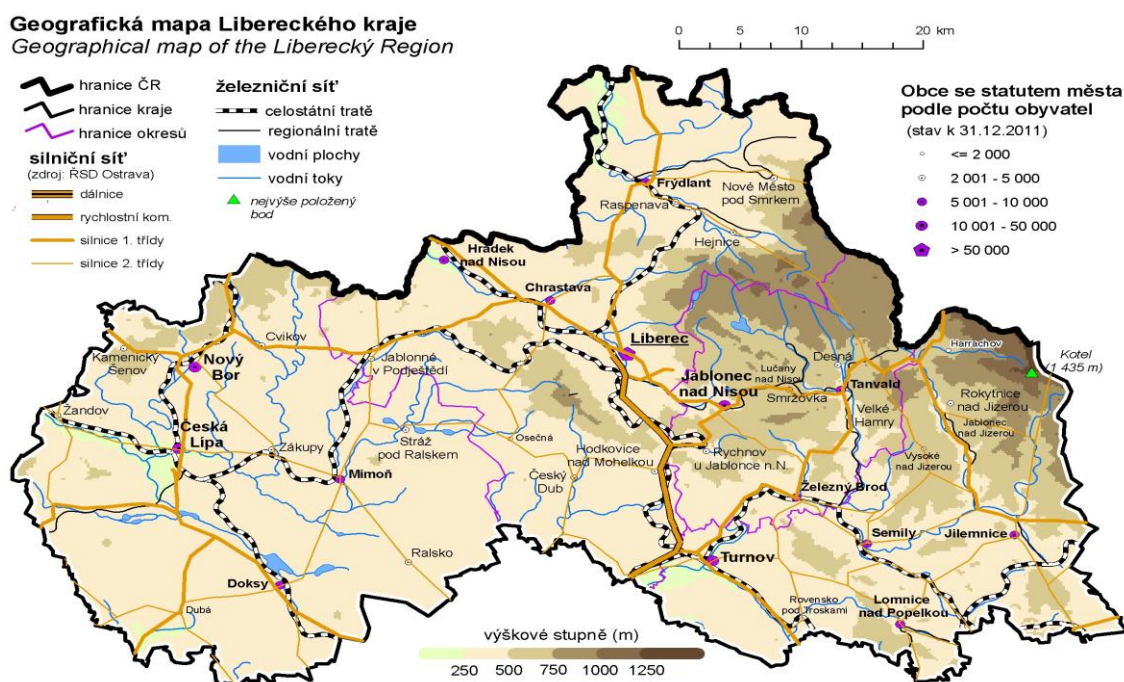 Geografická mapa Libereckého kraje
Geographical map of the Liberecký Region
0 5 10 20 km
hranice ČR
hranice kraje
hranice okresů
silniční síť
(zdroj: ŘSD Ostrava)
dálnice
rychlostní kom.
silnice 1. třídy
silnice 2. třídy
železniční síť
celostátní tratě
regionální tratě
vodní plochy
vodní toky
nejvýše položený
bod
Obce se statutem města
podle počtu obyvatel
(stav k 31.12.2011)
<= 2 000
2 001 - 5 000
5 001 - 10 000
10 001 - 50 000
> 50 000
Frýdlant
Nové Město
pod Smrkem
Raspenava
Hejnice
Hrádek
nad Nisou
Chrastava
Liberec
Cvikov
Kamenický
Šenov
Nový
Bor
Jablonné
v Podještědí
Jablonec
nad Nisou
Lučany
nad Nisou
Smržovka
Desná
Tanvald
Harrachov
Kotel
(1 435 m)
Rokytnice
nad Jizerou
Jablonec
nad Jizerou
Velké
Hamry
Vysoké
nad Jizerou
Žandov
Česká
Lípa
Zákupy
Mimoň
Stráž
pod Ralskem
Osečná
Český
Dub
Hodkovice
nad Mohelkou
Rychnov
u Jablonce n.N.
Železný Brod
Semily
Jilemnice
Turnov
Ralsko
Doksy
Dubá
Rovensko
pod Troskami
Lomnice
nad Popelkou
výškové stupně (m)
250 500 750 1000 1250